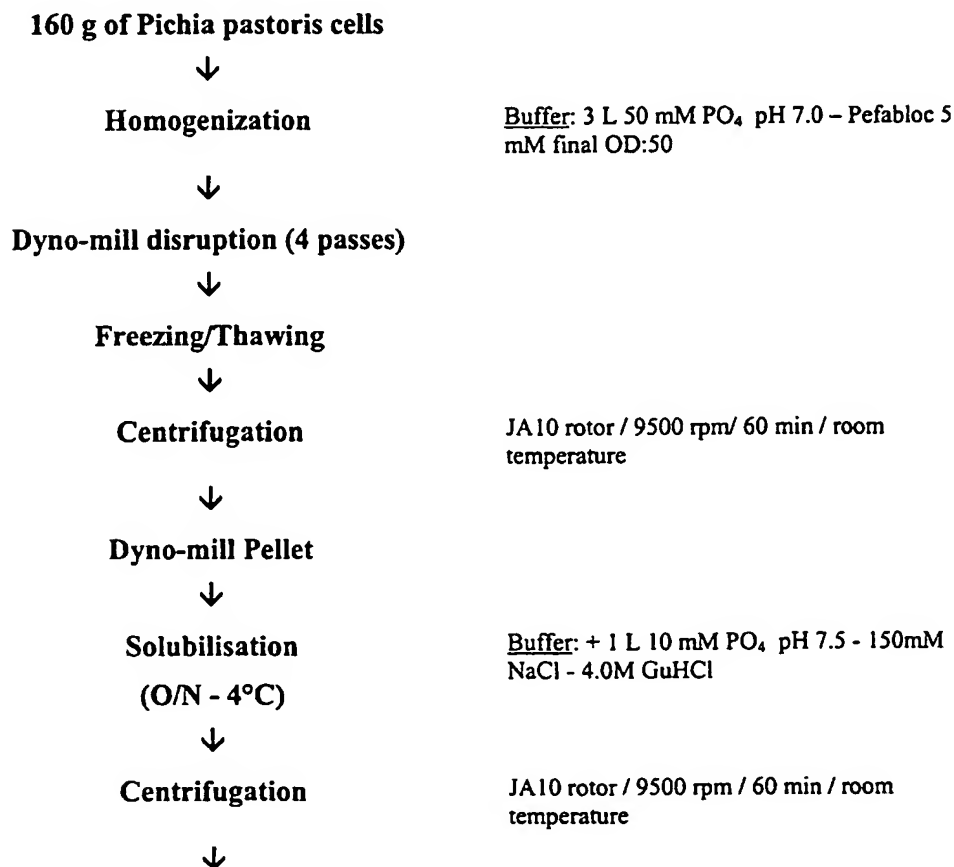 160 g of Pichia pastoris cells
↓
Homogenization
Buffer: 3 L 50 mM PO₄ pH 7.0 – Pefabloc 5
mM final OD:50
↓
Dyno-mill disruption (4 passes)
↓
Freezing/Thawing
↓
Centrifugation
JA10 rotor / 9500 rpm/ 60 min / room
temperature
↓
Dyno-mill Pellet
↓
Solubilisation
(O/N - 4°C)
Buffer: + 1 L 10 mM PO₄ pH 7.5 - 150mM
NaCl - 4.0M GuHCl
↓
Centrifugation
JA10 rotor / 9500 rpm / 60 min / room
temperature
↓